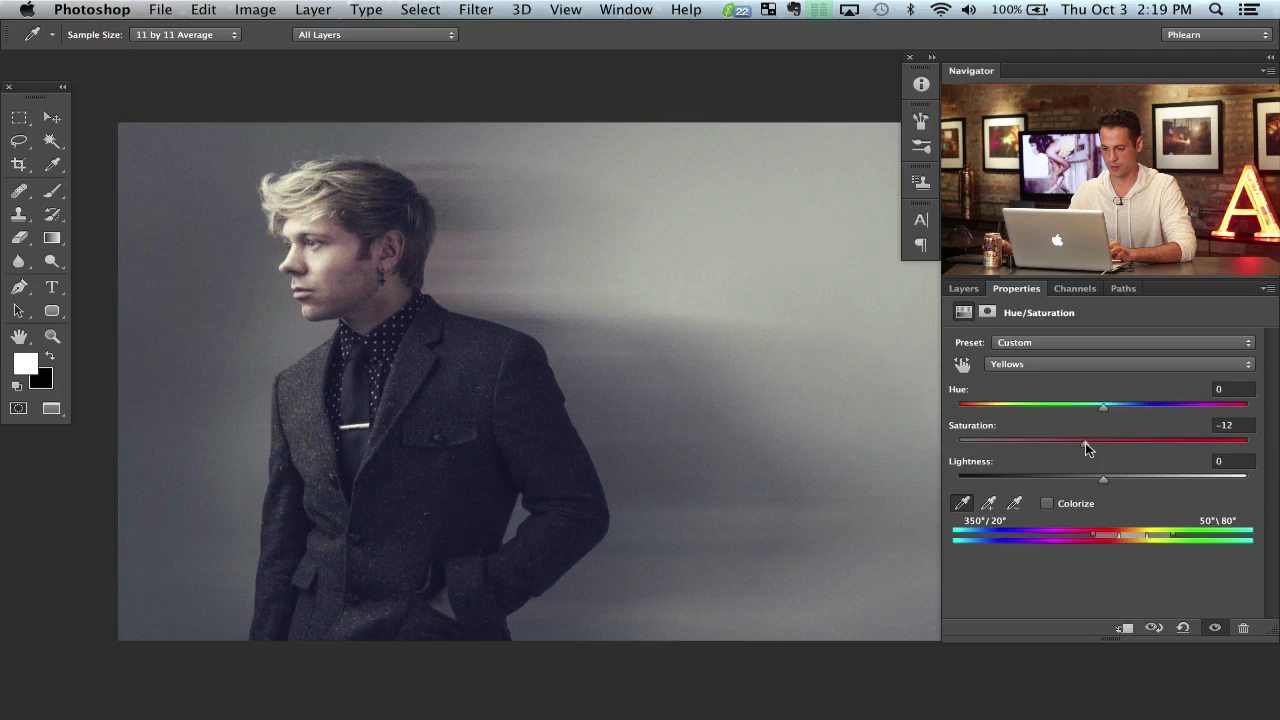 Photoshop File Edit Image Layer Type Select Filter 3D View Window Help 22 100% Thu Oct 3 2:19 PM
Sample Size: 11 by 11 Average All Layers Phlearn
Navigator
A
Layers Properties Channels Paths
Hue/Saturation
Preset: Custom
Yellows
Hue: 0
Saturation: -12
Lightness: 0
Colorize
350°/20° 50°\80°